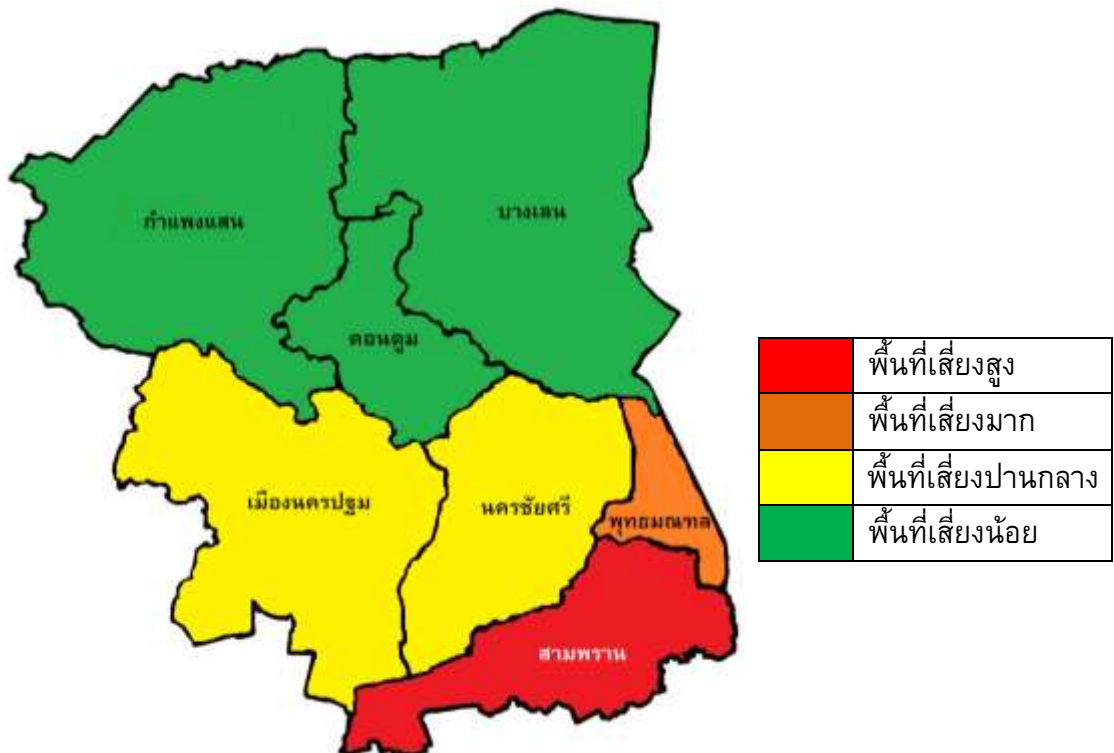 กำแพงแสน
บางเลน
ดอนตูม
เมืองนครปฐม
นครชัยศรี
พุทธมณฑล
สามพราน
พื้นที่เสี่ยงสูง
พื้นที่เสี่ยงมาก
พื้นที่เสี่ยงปานกลาง
พื้นที่เสี่ยงน้อย